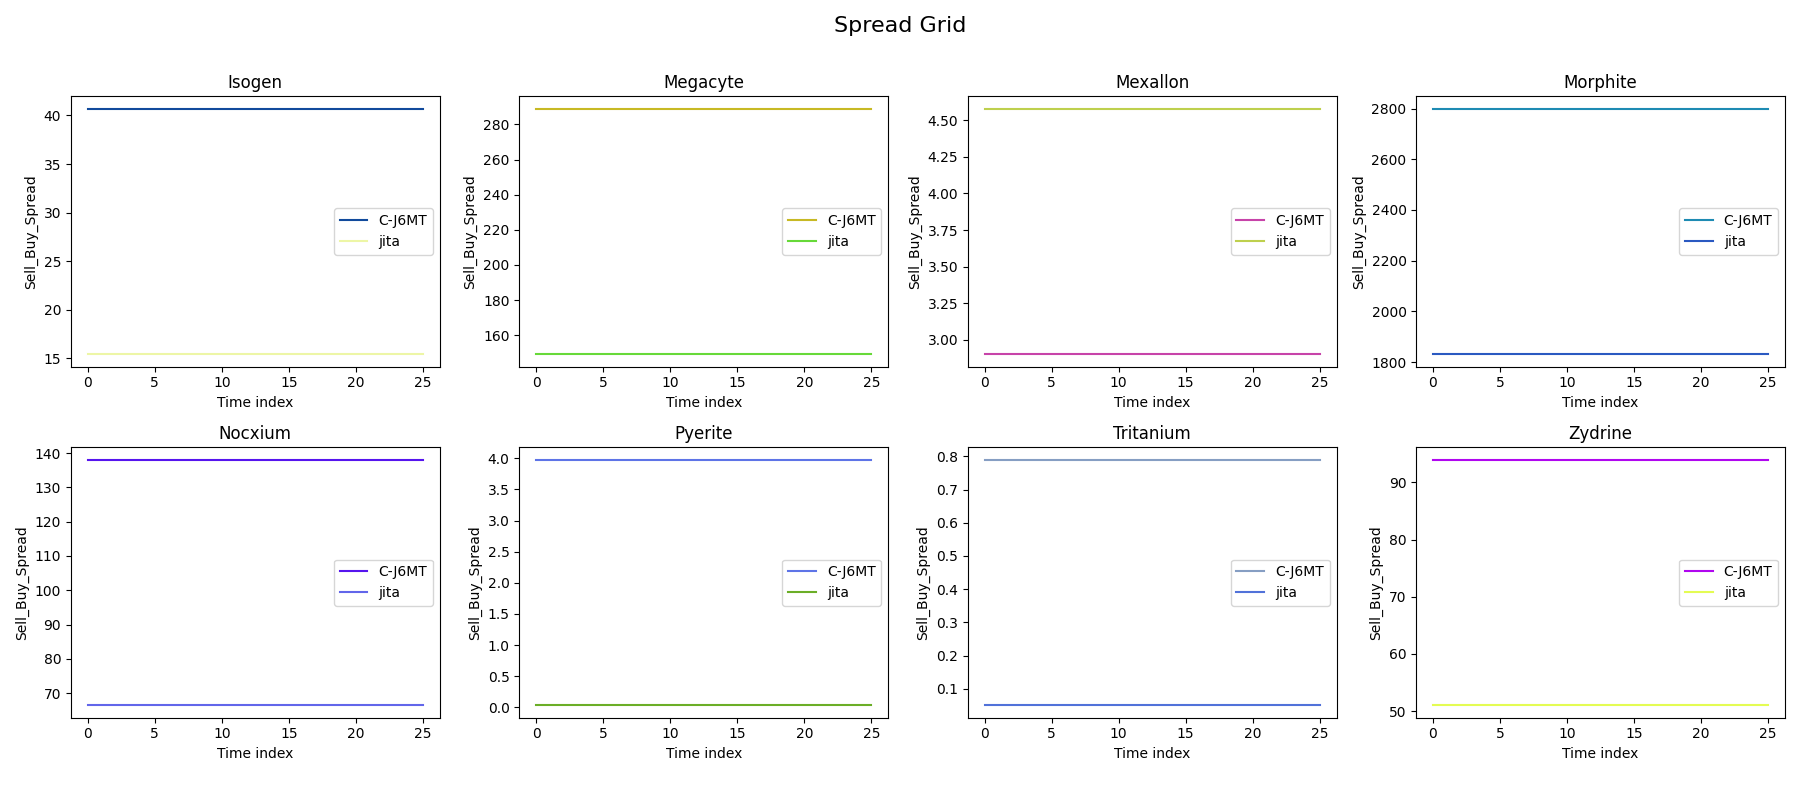 Spread Grid
Isogen
Sell_Buy_Spread
40
35
30
25
20
15
C-J6MT
jita
0 5 10 15 20 25
Time index
Megacyte
Sell_Buy_Spread
280
260
240
220
200
180
160
C-J6MT
jita
0 5 10 15 20 25
Time index
Mexallon
Sell_Buy_Spread
4.50
4.25
4.00
3.75
3.50
3.25
3.00
C-J6MT
jita
0 5 10 15 20 25
Time index
Morphite
Sell_Buy_Spread
2800
2600
2400
2200
2000
1800
C-J6MT
jita
0 5 10 15 20 25
Time index
Nocxium
Sell_Buy_Spread
140
130
120
110
100
90
80
70
C-J6MT
jita
0 5 10 15 20 25
Time index
Pyerite
Sell_Buy_Spread
4.0
3.5
3.0
2.5
2.0
1.5
1.0
0.5
0.0
C-J6MT
jita
0 5 10 15 20 25
Time index
Tritanium
Sell_Buy_Spread
0.8
0.7
0.6
0.5
0.4
0.3
0.2
0.1
C-J6MT
jita
0 5 10 15 20 25
Time index
Zydrine
Sell_Buy_Spread
90
80
70
60
50
C-J6MT
jita
0 5 10 15 20 25
Time index